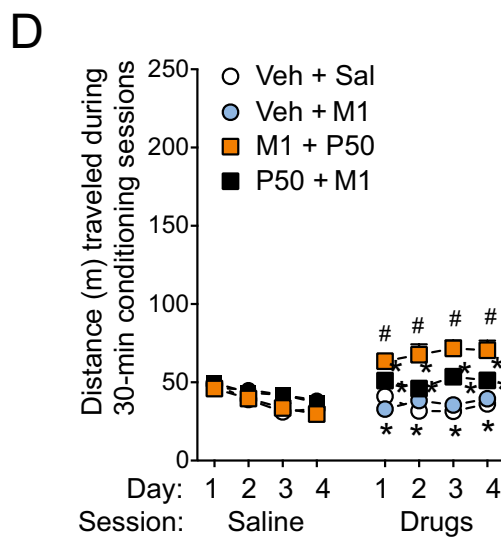 D
Distance (m) traveled during
30-min conditioning sessions
250
200
150
100
50
0
Veh + Sal
Veh + M1
M1 + P50
P50 + M1
# # # #
* * * *
* *
* * * *
Day: 1 2 3 4 1 2 3 4
Session: Saline Drugs